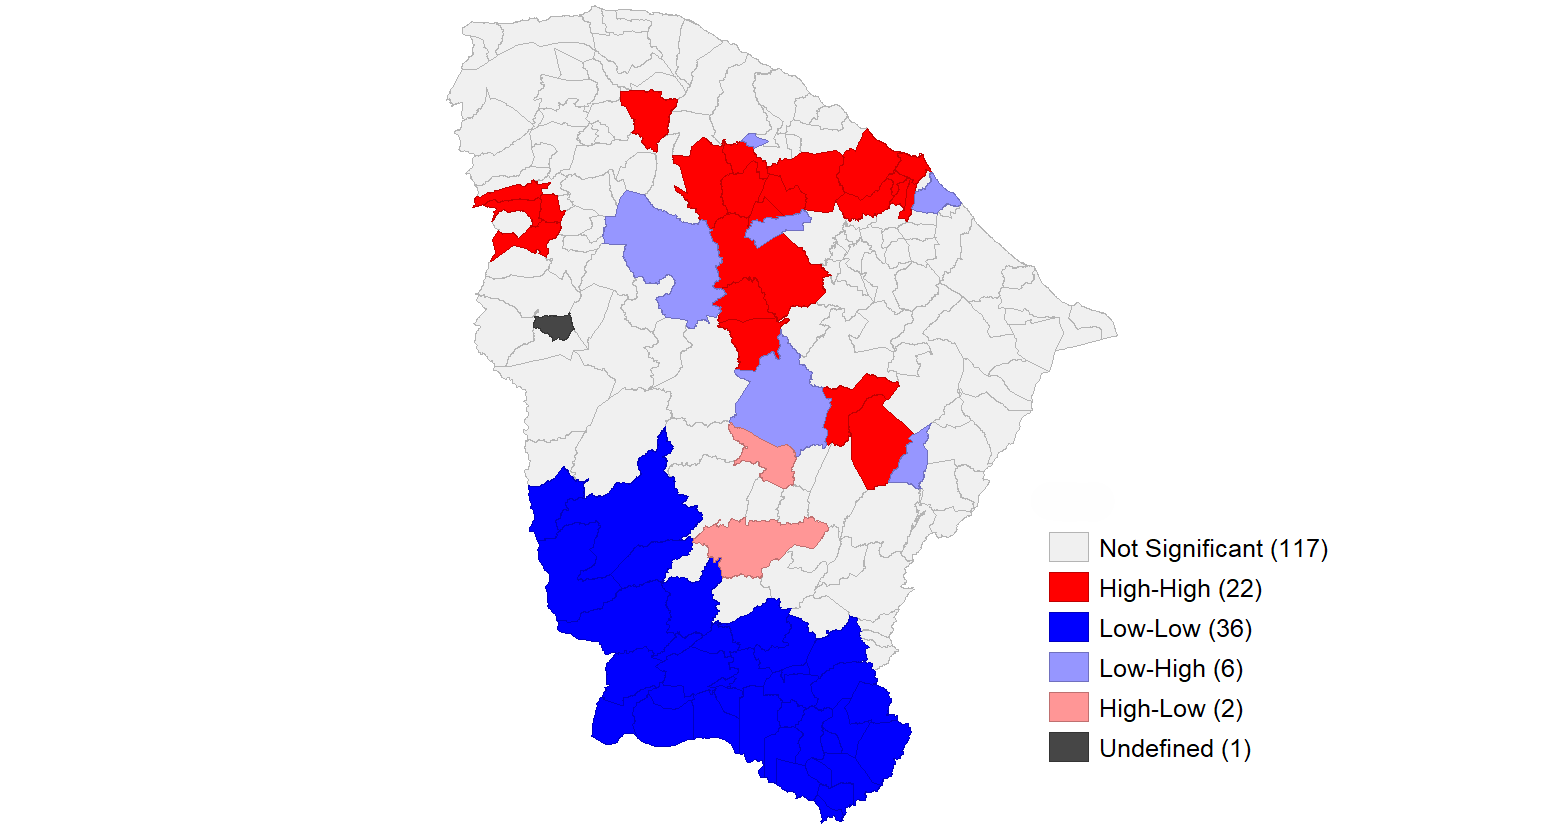 Not Significant (117)
High-High (22)
Low-Low (36)
Low-High (6)
High-Low (2)
Undefined (1)